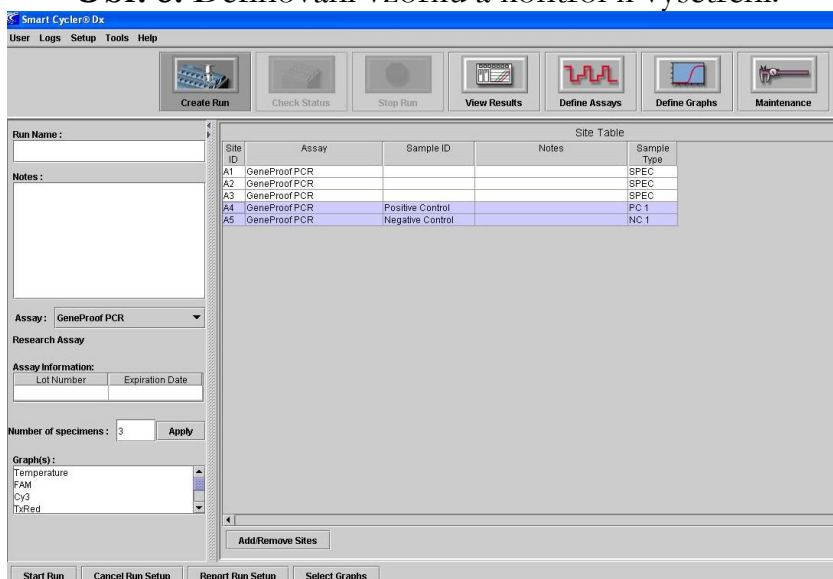 Smart Cycler® Dx
User Logs Setup Tools Help
Create Run Check Status Stop Run View Results Define Assays Define Graphs Maintenance
Run Name :
Notes :
Assay : GeneProof PCR
Research Assay
Assay Information:
Lot Number Expiration Date
Number of specimens : 3 Apply
Graph(s) :
Temperature
FAM
Cy3
TxRed
Site Table
Site ID Assay Sample ID Notes Sample Type
A1 GeneProof PCR SPEC
A2 GeneProof PCR SPEC
A3 GeneProof PCR SPEC
A4 GeneProof PCR Positive Control PC 1
A5 GeneProof PCR Negative Control NC 1
Add/Remove Sites
Start Run Cancel Run Setup Report Run Setup Select Graphs